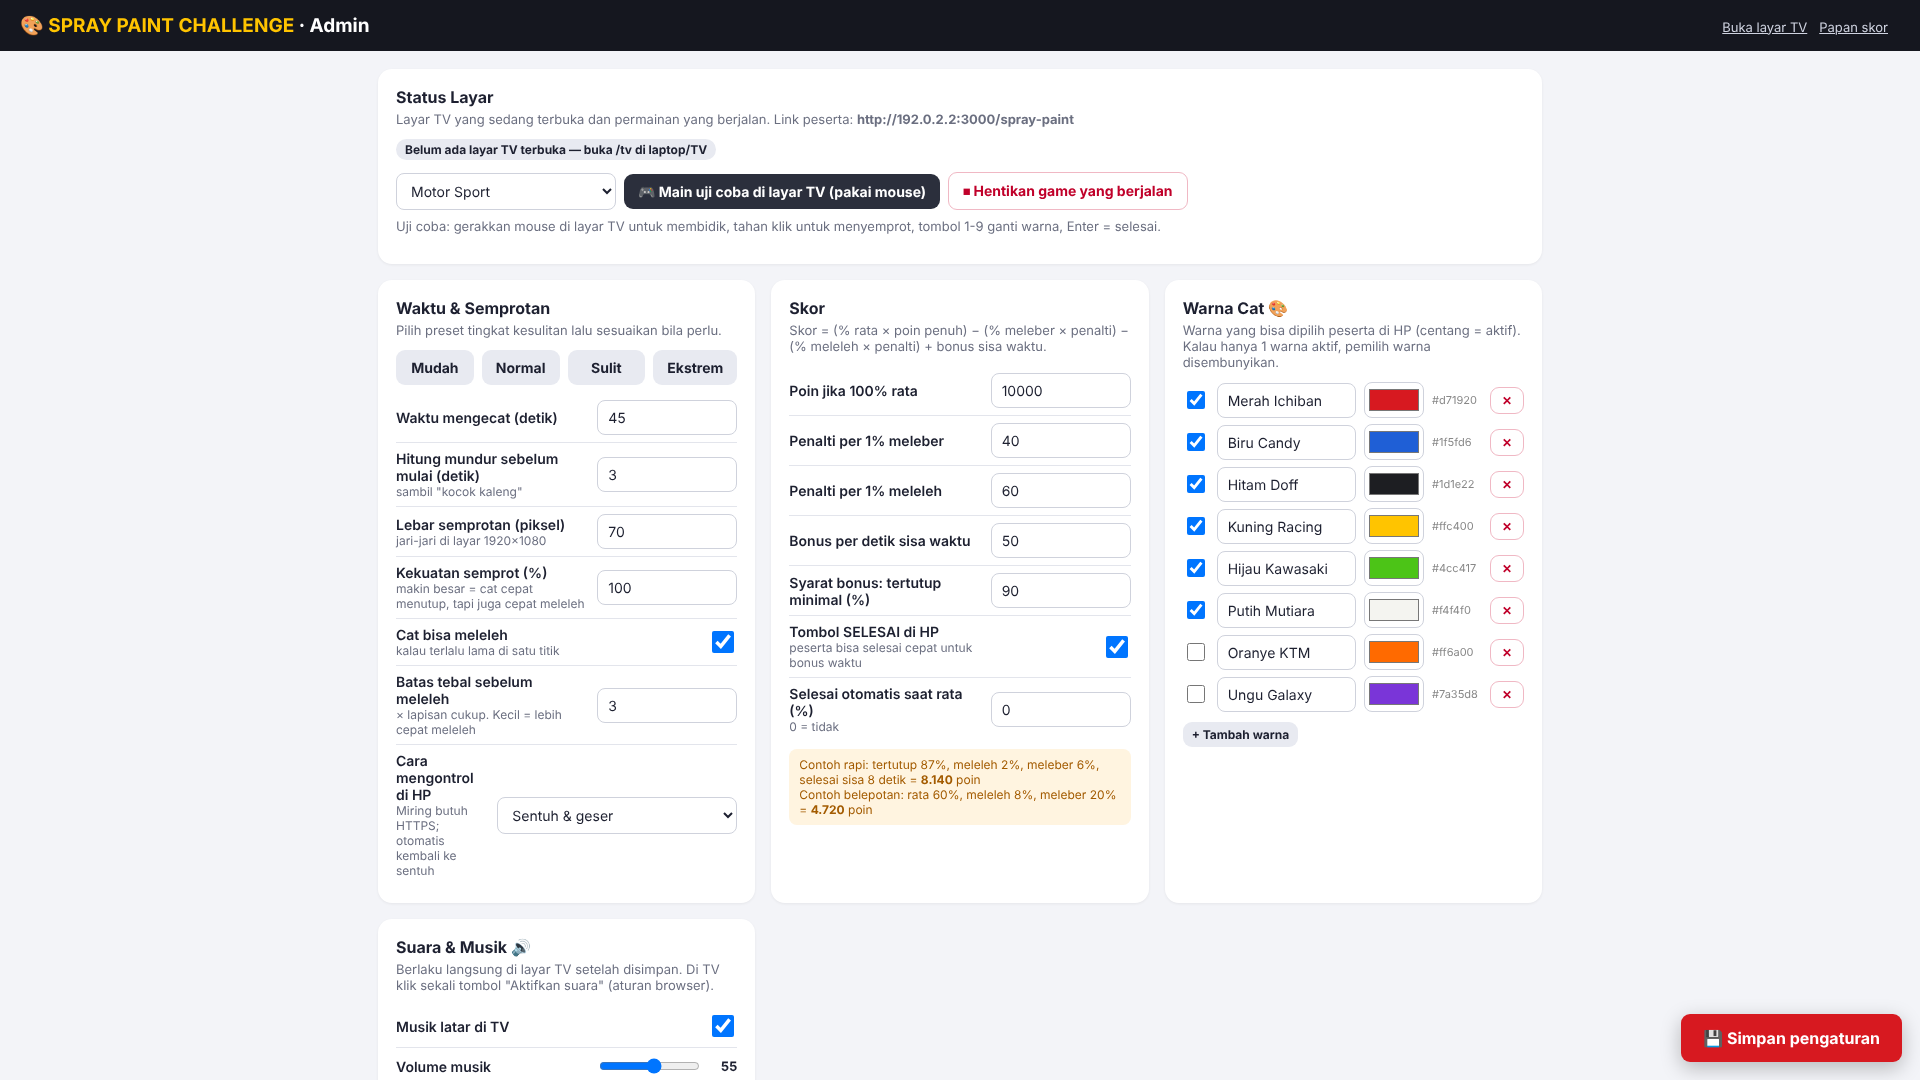 🎨 SPRAY PAINT CHALLENGE · Admin
Buka layar TV Papan skor
Status Layar
Layar TV yang sedang terbuka dan permainan yang berjalan. Link peserta: http://192.0.2.2:3000/spray-paint
Belum ada layar TV terbuka — buka /tv di laptop/TV
Motor Sport
🎮 Main uji coba di layar TV (pakai mouse)
■ Hentikan game yang berjalan
Uji coba: gerakkan mouse di layar TV untuk membidik, tahan klik untuk menyemprot, tombol 1-9 ganti warna, Enter = selesai.
Waktu & Semprotan
Pilih preset tingkat kesulitan lalu sesuaikan bila perlu.
Mudah Normal Sulit Ekstrem
Waktu mengecat (detik) 45
Hitung mundur sebelum
mulai (detik)
sambil "kocok kaleng"
3
Lebar semprotan (piksel)
jari-jari di layar 1920×1080
70
Kekuatan semprot (%)
makin besar = cat cepat
menutup, tapi juga cepat meleleh
100
Cat bisa meleleh
kalau terlalu lama di satu titik
Batas tebal sebelum
meleleh
× lapisan cukup. Kecil = lebih
cepat meleleh
3
Cara
mengontrol
di HP
Miring butuh
HTTPS;
otomatis
kembali ke
sentuh
Sentuh & geser
Skor
Skor = (% rata × poin penuh) − (% meleber × penalti) −
(% meleleh × penalti) + bonus sisa waktu.
Poin jika 100% rata 10000
Penalti per 1% meleber 40
Penalti per 1% meleleh 60
Bonus per detik sisa waktu 50
Syarat bonus: tertutup
minimal (%)
90
Tombol SELESAI di HP
peserta bisa selesai cepat untuk
bonus waktu
Selesai otomatis saat rata
(%)
0 = tidak
0
Contoh rapi: tertutup 87%, meleleh 2%, meleber 6%,
selesai sisa 8 detik = 8.140 poin
Contoh belepotan: rata 60%, meleleh 8%, meleber 20%
= 4.720 poin
Warna Cat 🎨
Warna yang bisa dipilih peserta di HP (centang = aktif).
Kalau hanya 1 warna aktif, pemilih warna
disembunyikan.
Merah Ichiban #d71920 ×
Biru Candy #1f5fd6 ×
Hitam Doff #1d1e22 ×
Kuning Racing #ffc400 ×
Hijau Kawasaki #4cc417 ×
Putih Mutiara #f4f4f0 ×
Oranye KTM #ff6a00 ×
Ungu Galaxy #7a35d8 ×
+ Tambah warna
Suara & Musik 🔊
Berlaku langsung di layar TV setelah disimpan. Di TV
klik sekali tombol "Aktifkan suara" (aturan browser).
Musik latar di TV
Volume musik 55
💾 Simpan pengaturan